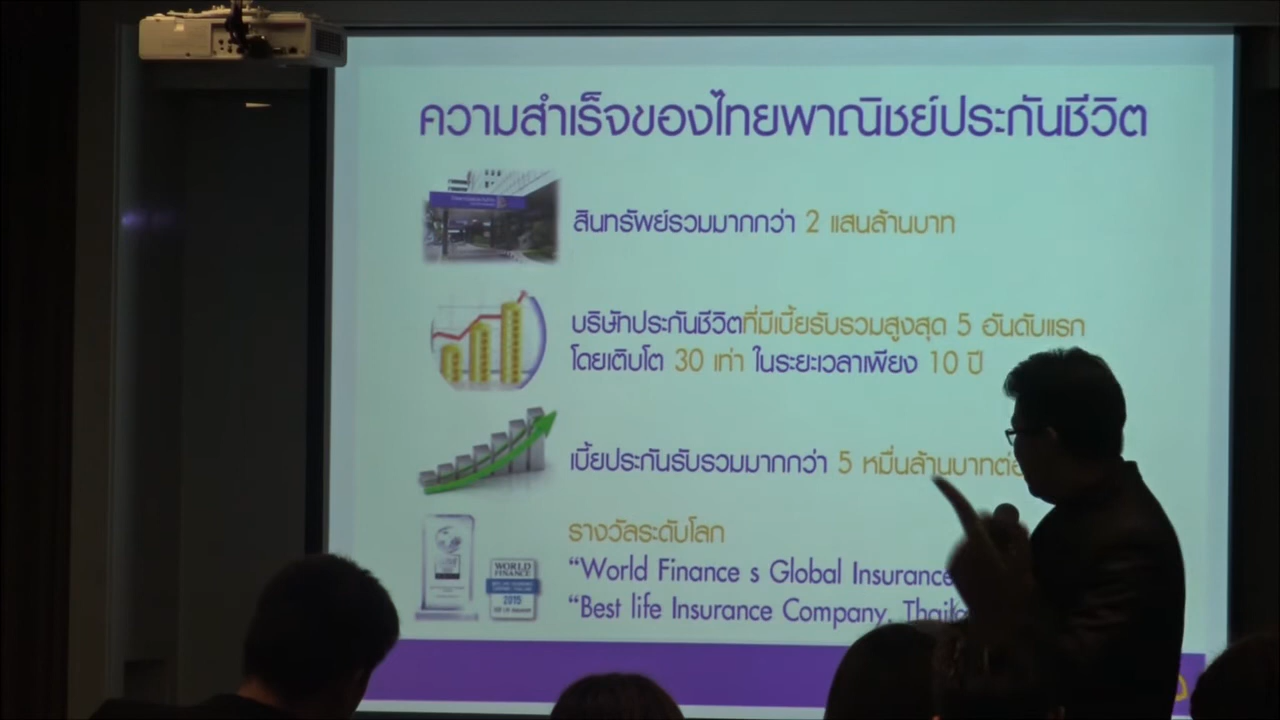 ความสำเร็จของไทยพาณิชย์ประกันชีวิต
สินทรัพย์รวมมากกว่า 2 แสนล้านบาท
บริษัทประกันชีวิตที่มีเบี้ยรับรวมสูงสุด 5 อันดับแรก
โดยเติบโต 30 เท่า ในระยะเวลาเพียง 10 ปี
เบี้ยประกันรับรวมมากกว่า 5 หมื่นล้านบาทต่อ
รางวัลระดับโลก
“World Finance s Global Insurance
“Best life Insurance Company,
WORLD
FINANCE
2015